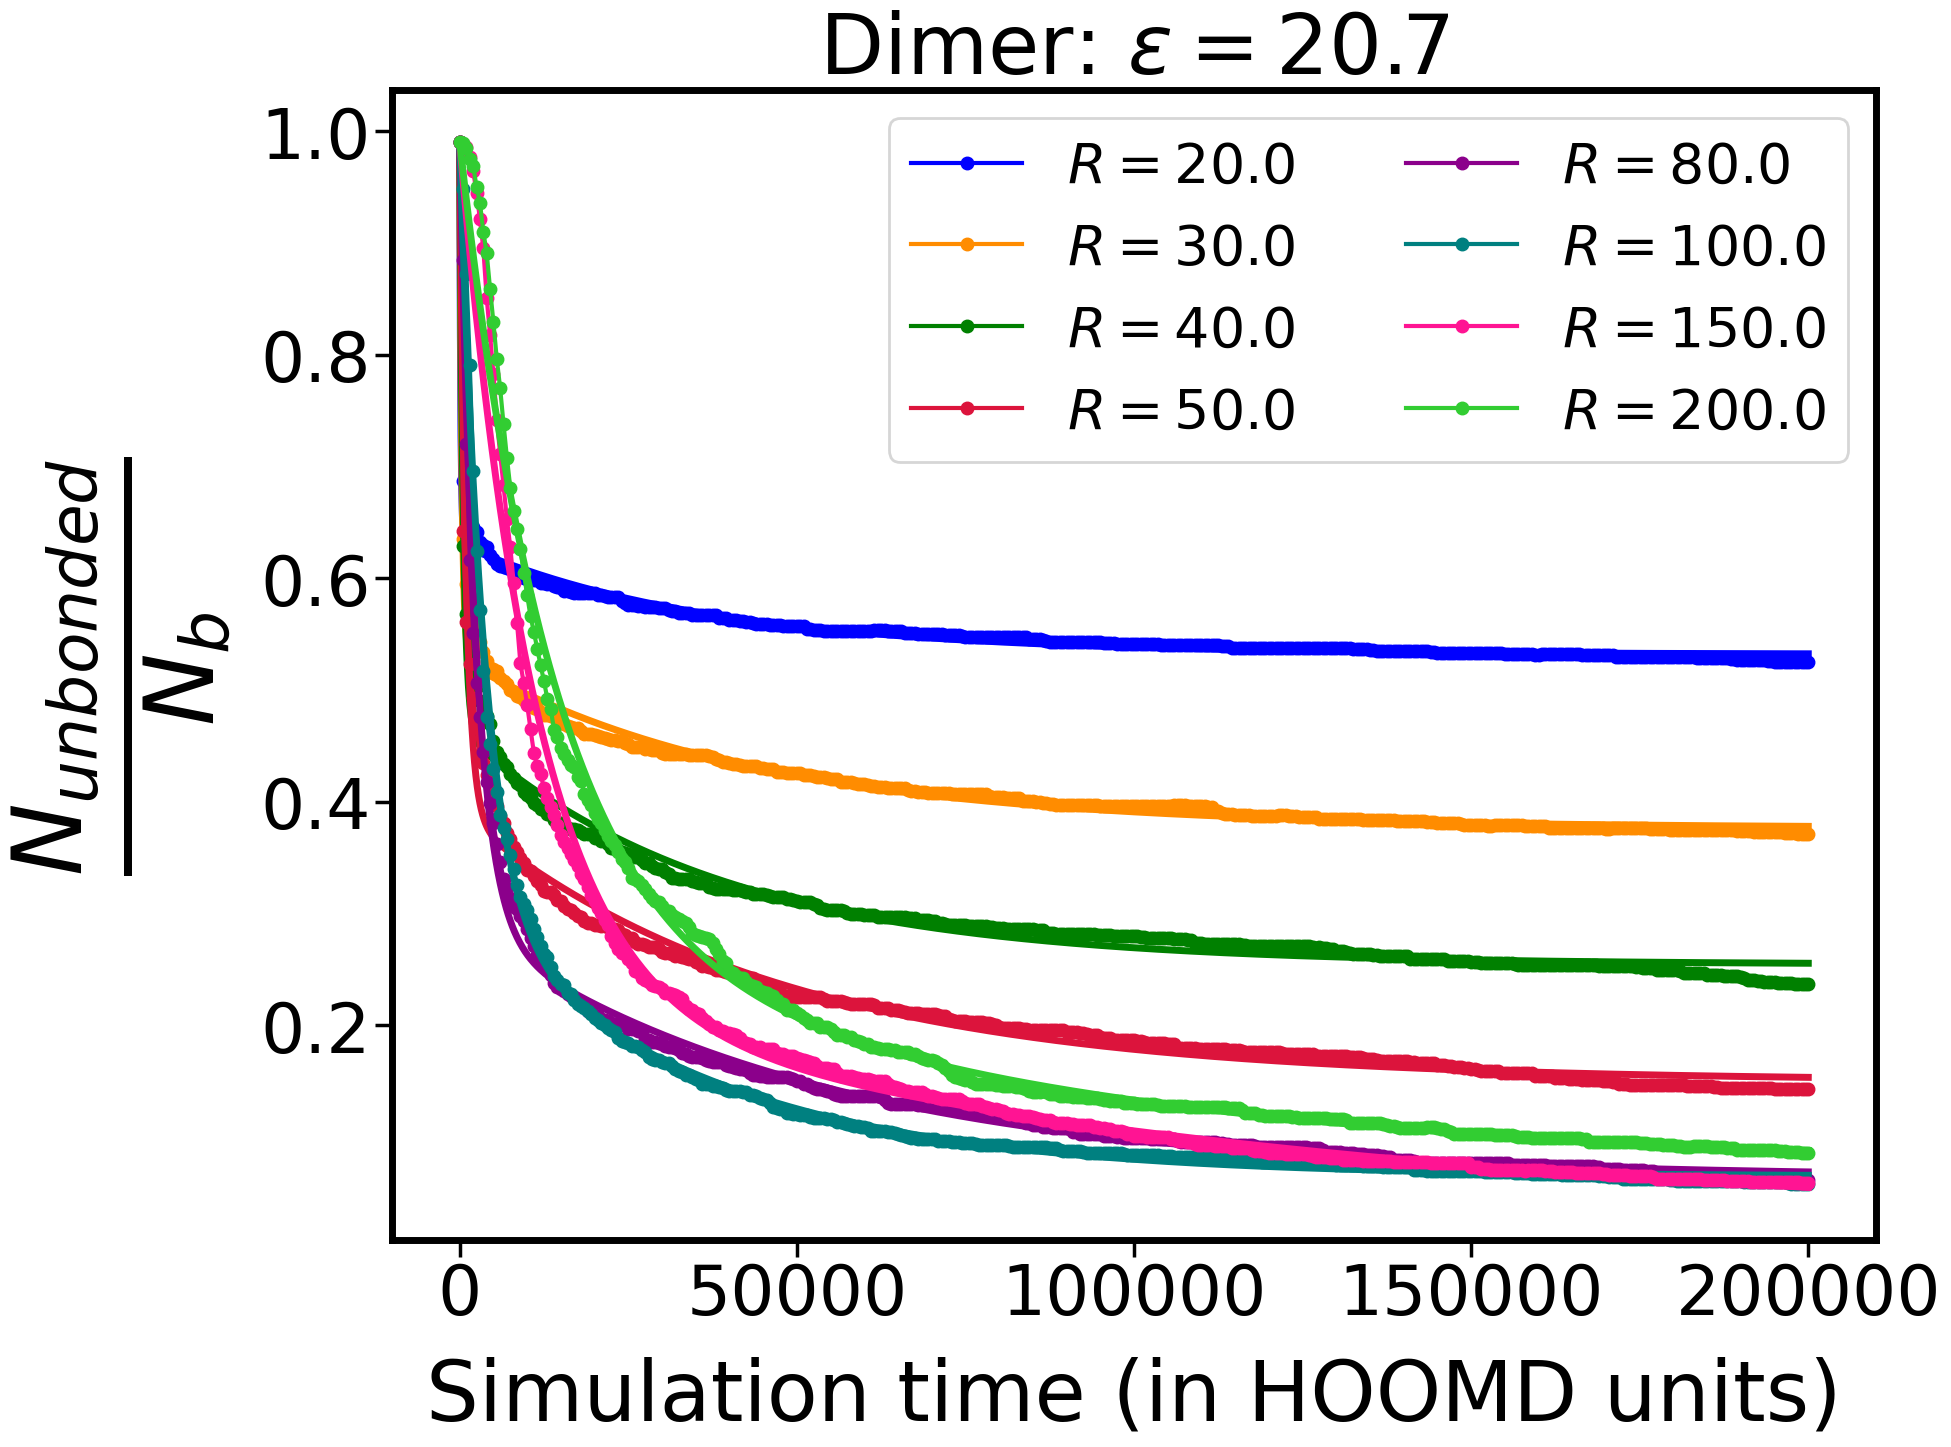 Dimer: ε = 20.7
N_unbonded
N_b
1.0
0.8
0.6
0.4
0.2
R = 20.0
R = 30.0
R = 40.0
R = 50.0
R = 80.0
R = 100.0
R = 150.0
R = 200.0
0 50000 100000 150000 200000
Simulation time (in HOOMD units)